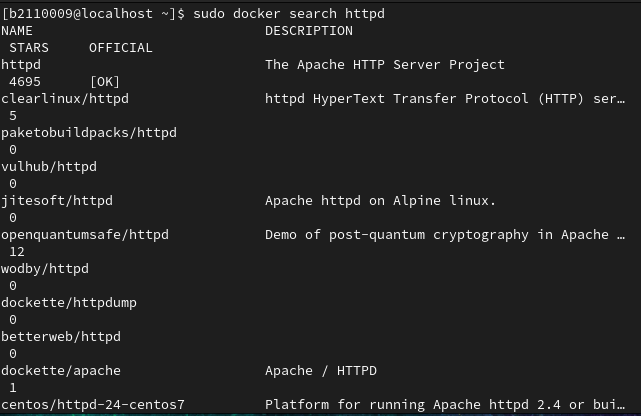 [b2110009@localhost ~]$ sudo docker search httpd
NAME                             DESCRIPTION
 STARS     OFFICIAL
httpd                            The Apache HTTP Server Project
 4695      [OK]
clearlinux/httpd                 httpd HyperText Transfer Protocol (HTTP) ser…
 5
paketobuildpacks/httpd
 0
vulhub/httpd
 0
jitesoft/httpd                   Apache httpd on Alpine linux.
 0
openquantumsafe/httpd            Demo of post-quantum cryptography in Apache …
 12
wodby/httpd
 0
dockette/httpdump
 0
betterweb/httpd
 0
dockette/apache                  Apache / HTTPD
 1
centos/httpd-24-centos7          Platform for running Apache httpd 2.4 or bui…